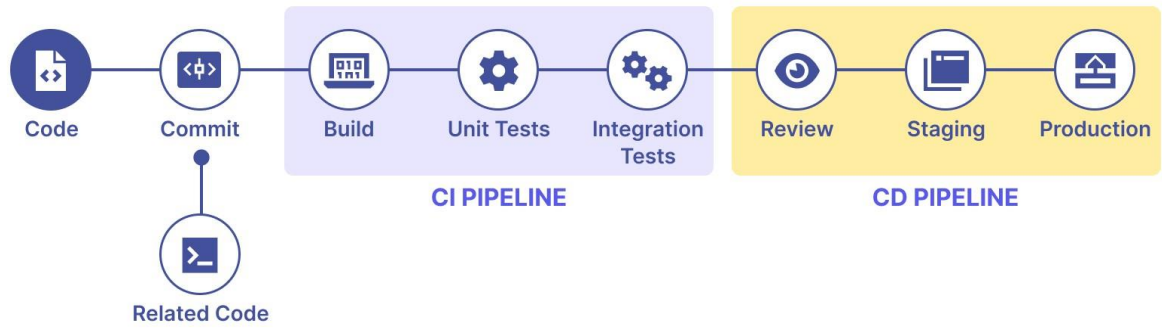 Code
Commit
Build
Unit Tests
Integration
Tests
Review
Staging
Production
CI PIPELINE
CD PIPELINE
Related Code